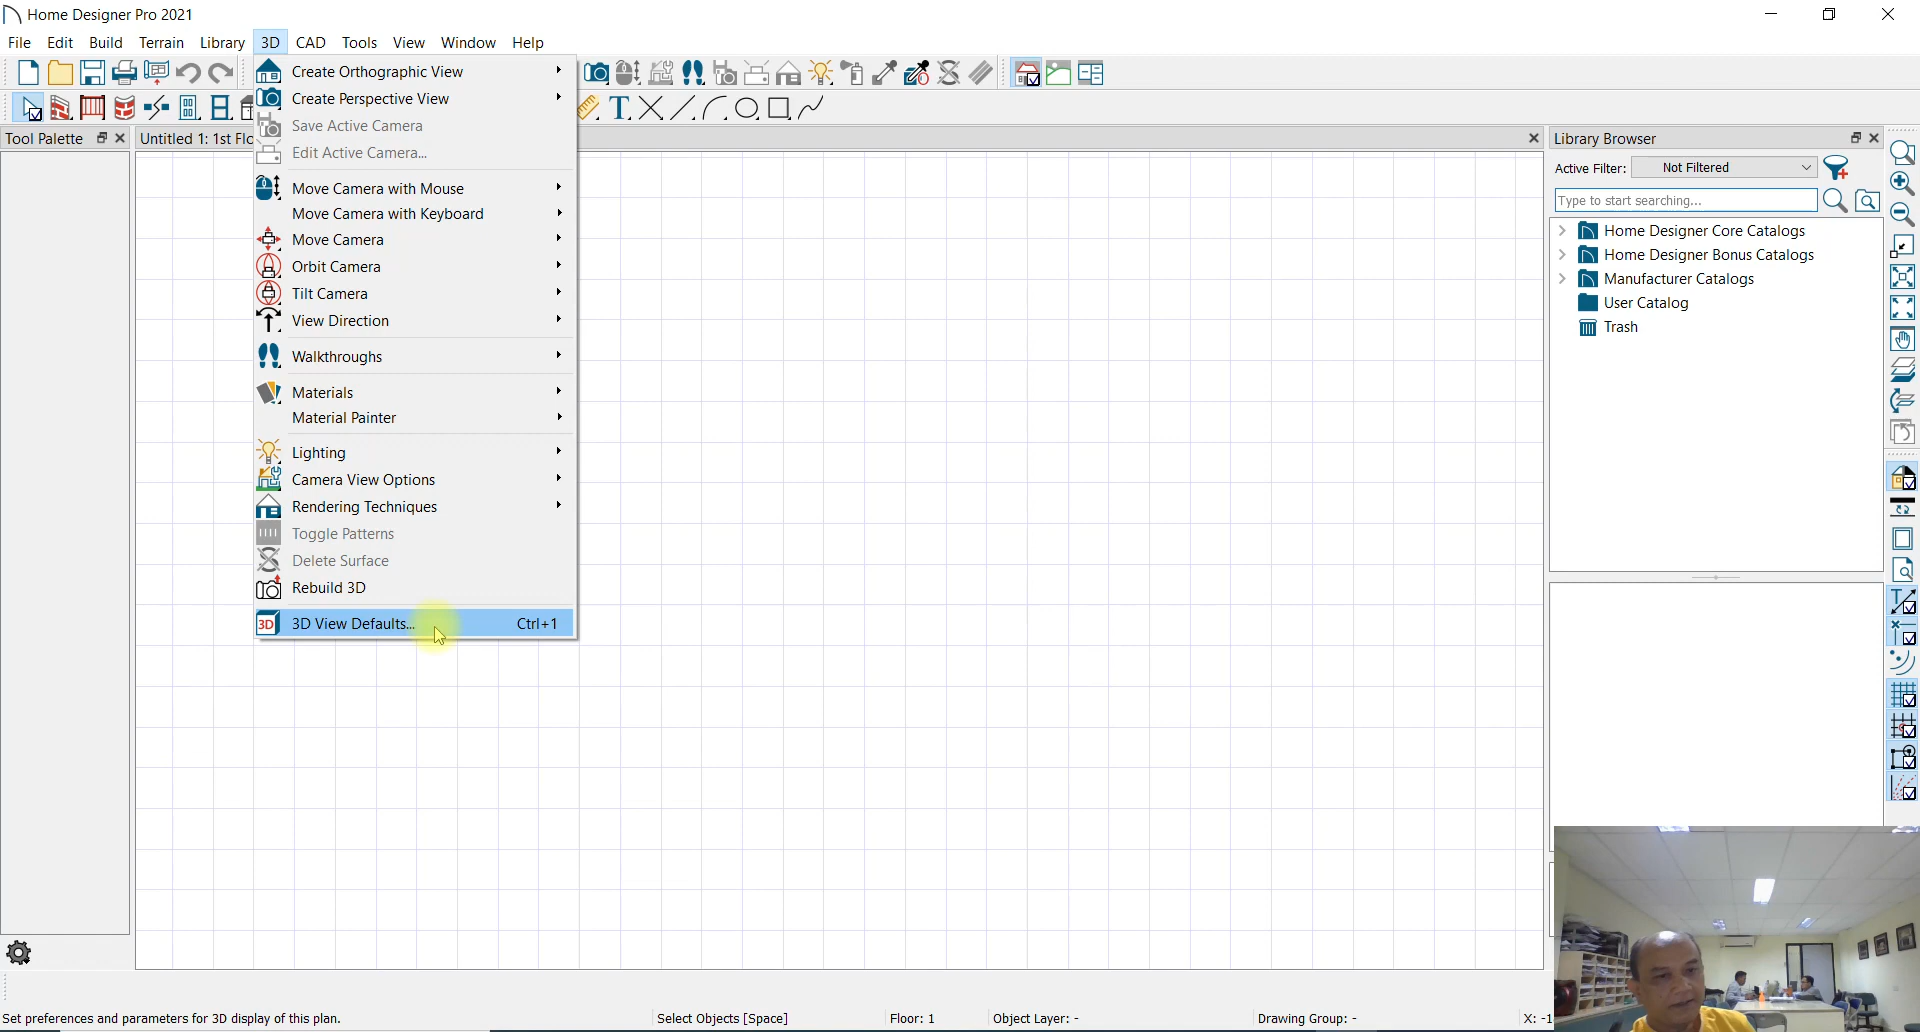 Home Designer Pro 2021
File Edit Build Terrain Library 3D CAD Tools View Window Help
Tool Palette
Untitled 1: 1st Flo
Create Orthographic View
Create Perspective View
Save Active Camera
Edit Active Camera...
Move Camera with Mouse
Move Camera with Keyboard
Move Camera
Orbit Camera
Tilt Camera
View Direction
Walkthroughs
Materials
Material Painter
Lighting
Camera View Options
Rendering Techniques
Toggle Patterns
Delete Surface
Rebuild 3D
3D 3D View Defaults... Ctrl+1
Library Browser
Active Filter: Not Filtered
Type to start searching...
Home Designer Core Catalogs
Home Designer Bonus Catalogs
Manufacturer Catalogs
User Catalog
Trash
Set preferences and parameters for 3D display of this plan. Select Objects [Space] Floor: 1 Object Layer: - Drawing Group: - X: -1